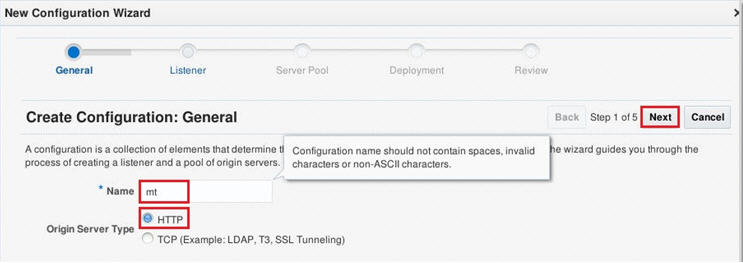 New Configuration Wizard
General Listener Server Pool Deployment Review
Create Configuration: General
Back Step 1 of 5 Next Cancel
A configuration is a collection of elements that determine th
he wizard guides you through the
process of creating a listener and a pool of origin servers.
Configuration name should not contain spaces, invalid
characters or non-ASCII characters.
* Name mt
Origin Server Type HTTP
TCP (Example: LDAP, T3, SSL Tunneling)